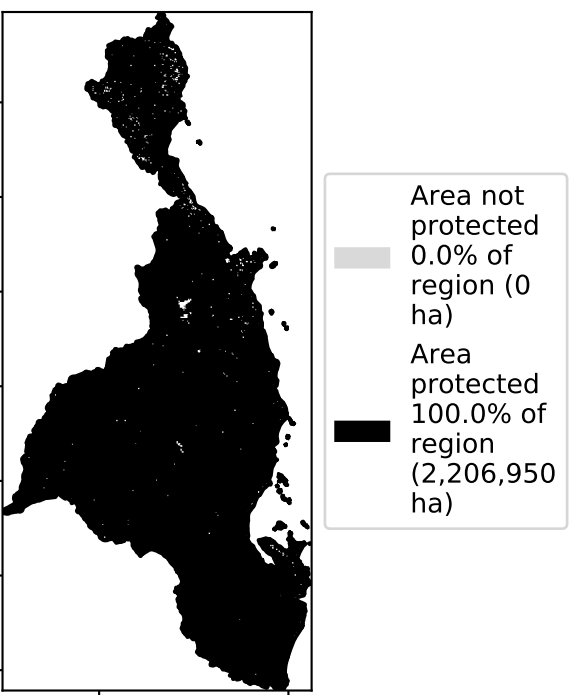 Area not
protected
0.0% of
region (0
ha)
Area
protected
100.0% of
region
(2,206,950
ha)